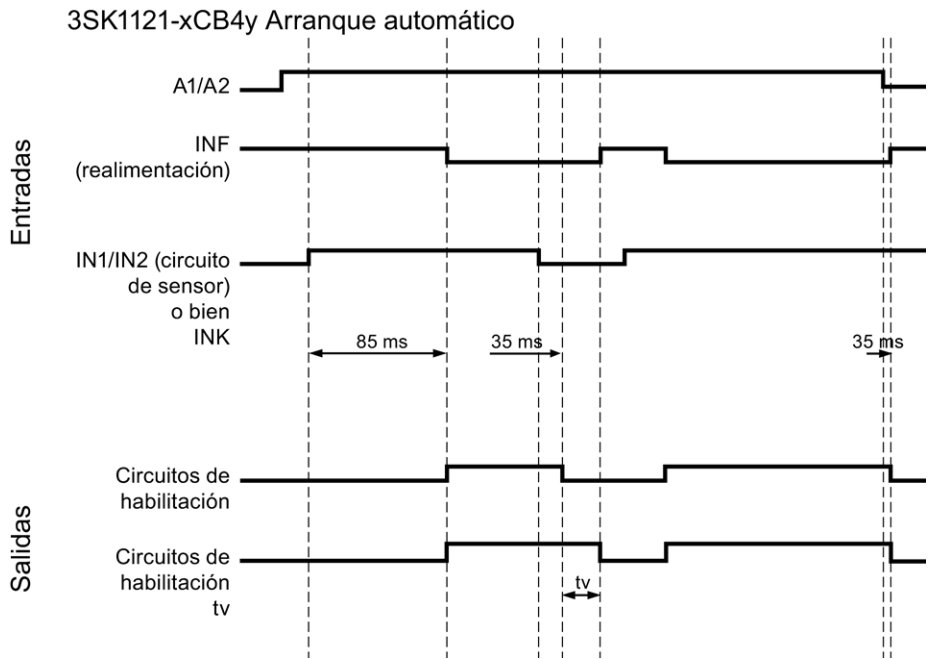 3SK1121-xCB4y Arranque automático
Entradas
A1/A2
INF
(realimentación)
IN1/IN2 (circuito
de sensor)
o bien
INK
85 ms
35 ms
35 ms
Salidas
Circuitos de
habilitación
Circuitos de
habilitación
tv
tv